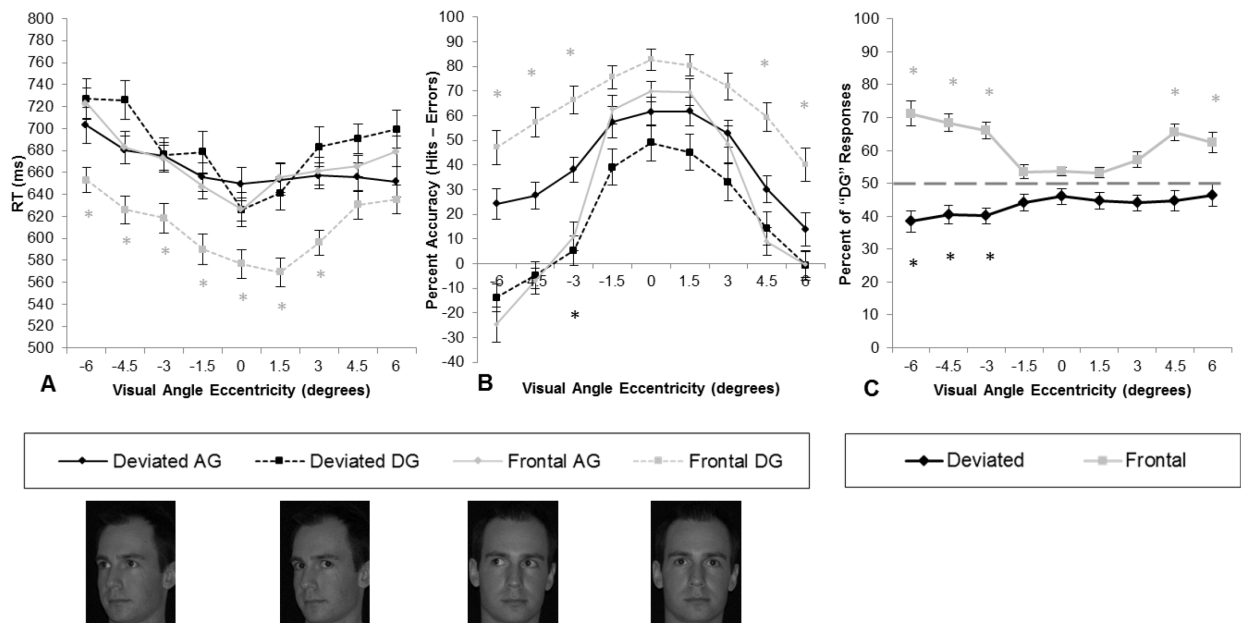 800
780
760
740
720
700
680
660
640
620
600
580
560
540
520
500
RT (ms)
-6 -4.5 -3 -1.5 0 1.5 3 4.5 6
A
Visual Angle Eccentricity (degrees)
* * * * * * *
100
90
80
70
60
50
40
30
20
10
0
-10
-20
-30
-40
Percent Accuracy (Hits – Errors)
-6 -4.5 -3 -1.5 0 1.5 3 4.5 6
B
Visual Angle Eccentricity (degrees)
* * * * *
*
100
90
80
70
60
50
40
30
20
10
0
Percent of "DG" Responses
-6 -4.5 -3 -1.5 0 1.5 3 4.5 6
C
Visual Angle Eccentricity (degrees)
* * * * *
* * *
Deviated AG Deviated DG Frontal AG Frontal DG
Deviated Frontal